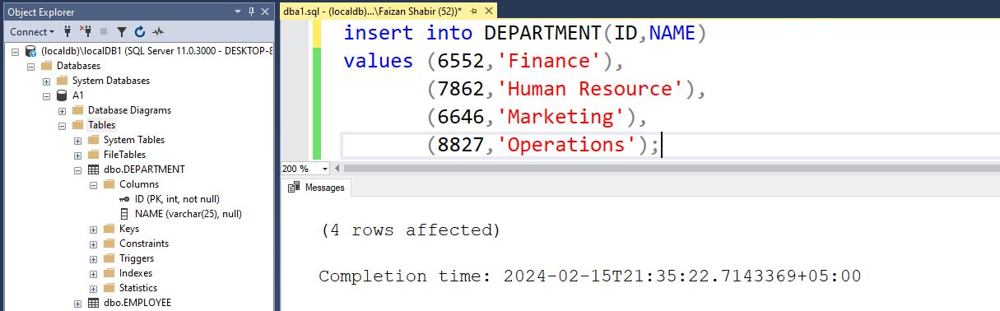 Object Explorer
Connect
(localdb)\localDB1 (SQL Server 11.0.3000 - DESKTOP-8
Databases
System Databases
A1
Database Diagrams
Tables
System Tables
FileTables
dbo.DEPARTMENT
Columns
ID (PK, int, not null)
NAME (varchar(25), null)
Keys
Constraints
Triggers
Indexes
Statistics
dbo.EMPLOYEE
dba1.sql - (localdb)...\Faizan Shabir (52))*
insert into DEPARTMENT(ID,NAME)
values (6552,'Finance'),
(7862,'Human Resource'),
(6646,'Marketing'),
(8827,'Operations');
200 %
Messages
(4 rows affected)
Completion time: 2024-02-15T21:35:22.7143369+05:00